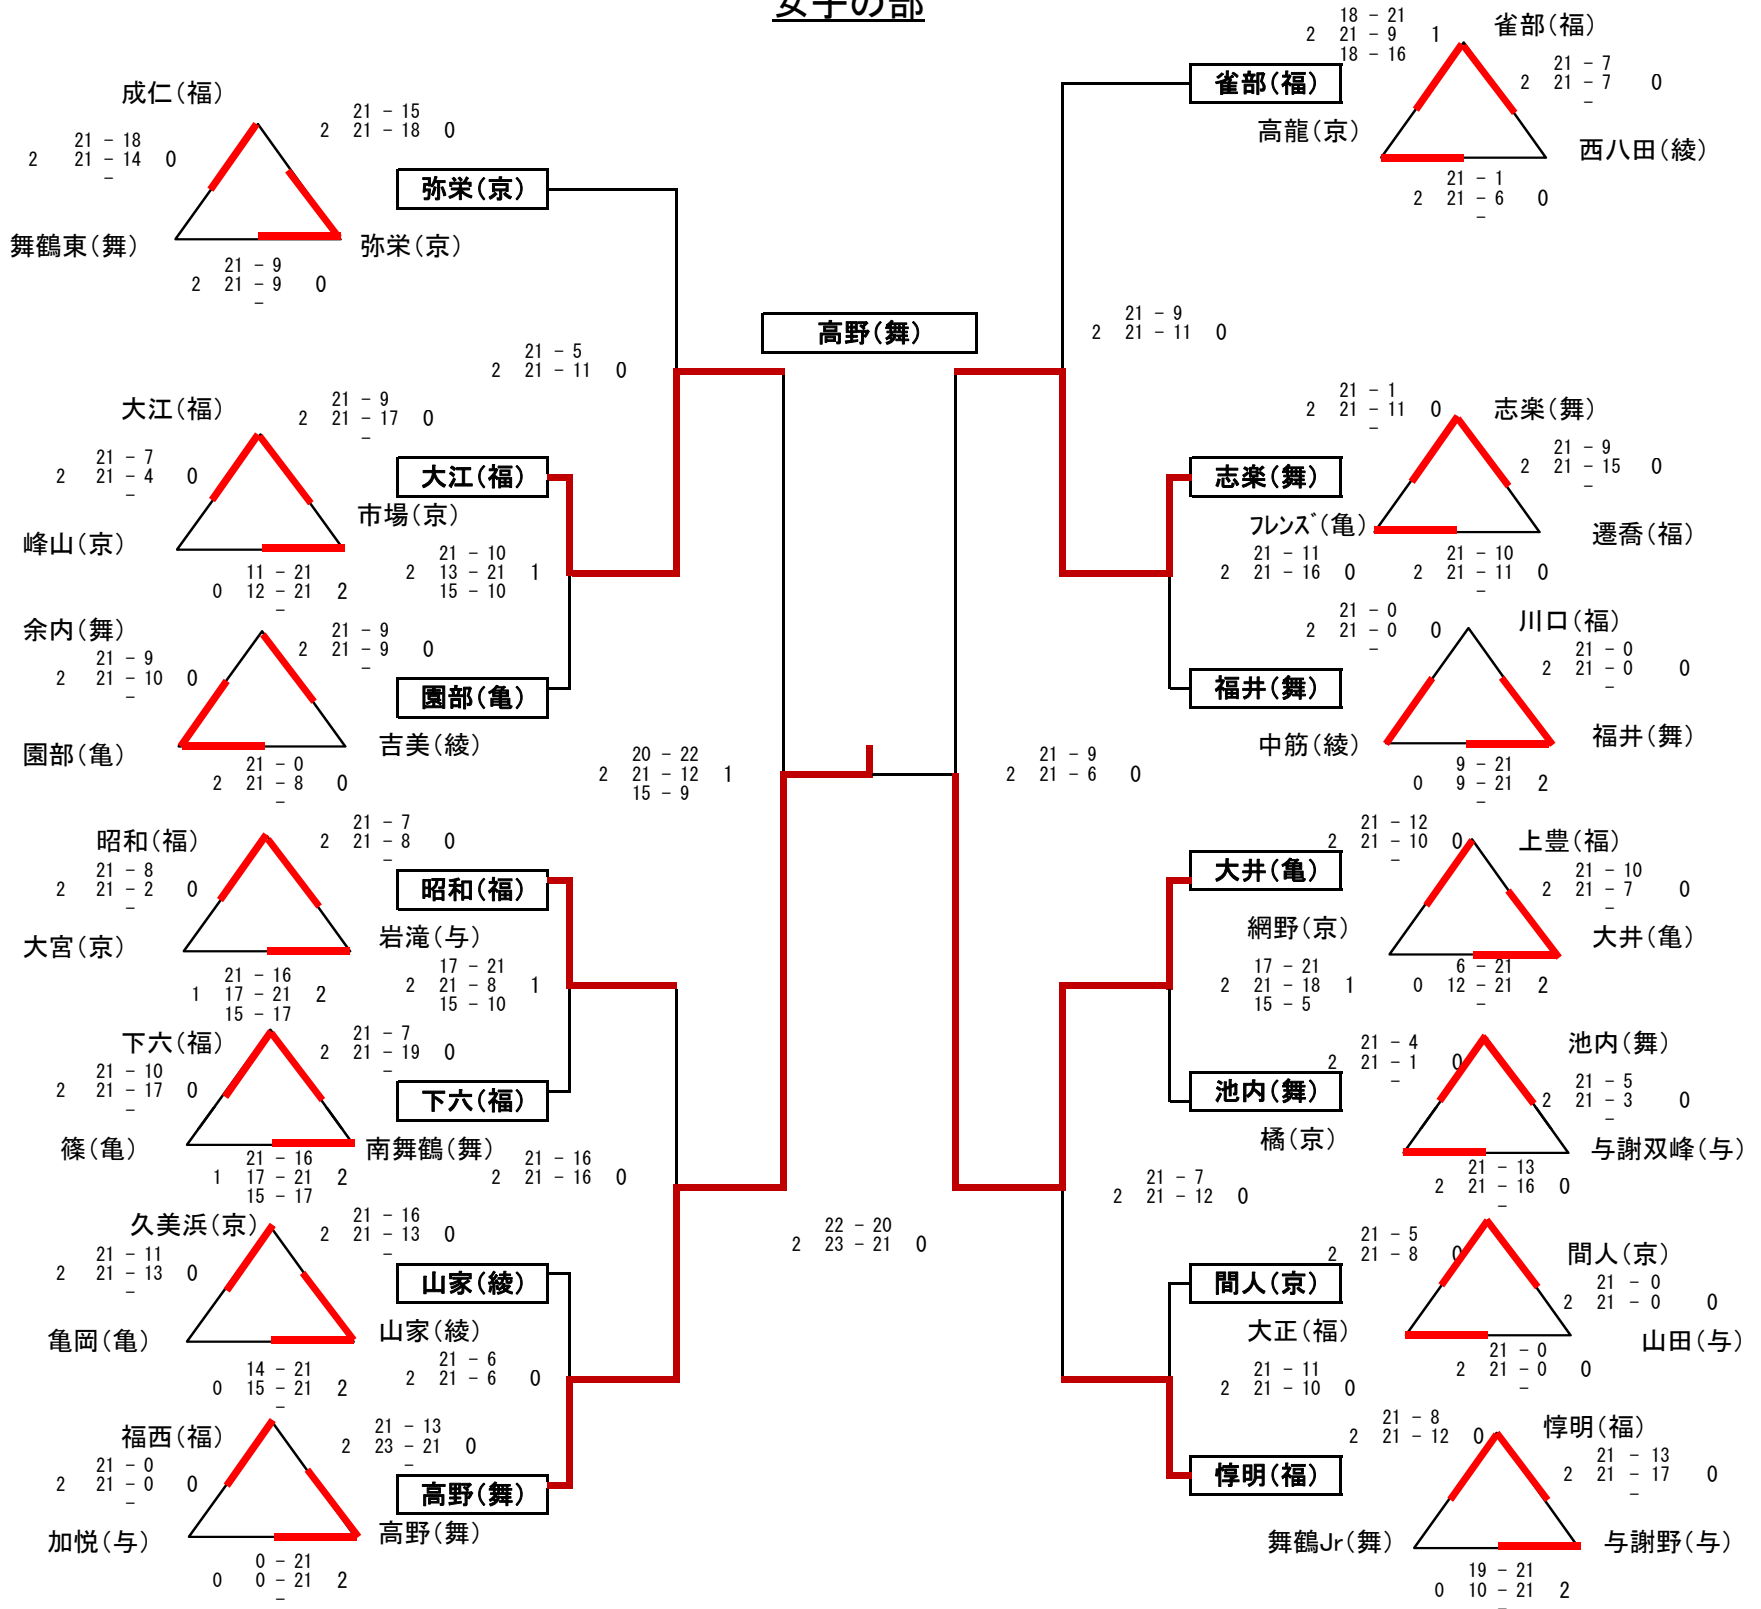 女子の部
18 - 21
2 21 - 9 1
18 - 16
雀部(福)
21 - 7
2 21 - 7 0
-
雀部(福)
高龍(京)
西八田(綾)
21 - 1
2 21 - 6 0
-
成仁(福)
21 - 15
2 21 - 18 0
21 - 18
2 21 - 14 0
-
弥栄(京)
舞鶴東(舞)
弥栄(京)
21 - 9
2 21 - 9 0
-
高野(舞)
21 - 9
2 21 - 11 0
21 - 5
2 21 - 11 0
大江(福)
21 - 9
2 21 - 17 0
-
21 - 7
2 21 - 4 0
-
大江(福)
市場(京)
峰山(京)
21 - 10
2 13 - 21 1
15 - 10
11 - 21
0 12 - 21 2
-
21 - 1
2 21 - 11 0
-
志楽(舞)
21 - 9
2 21 - 15 0
-
志楽(舞)
フレンズ(亀)
遷喬(福)
21 - 11
2 21 - 16 0
21 - 10
2 21 - 11 0
-
余内(舞)
21 - 9
2 21 - 9 0
-
21 - 9
2 21 - 10 0
-
園部(亀)
園部(亀)
吉美(綾)
21 - 0
2 21 - 8 0
-
21 - 0
2 21 - 0 0
-
川口(福)
21 - 0
2 21 - 0 0
-
福井(舞)
中筋(綾)
福井(舞)
9 - 21
0 9 - 21 2
-
20 - 22
2 21 - 12 1
15 - 9
21 - 9
2 21 - 6 0
昭和(福)
21 - 7
2 21 - 8 0
-
21 - 8
2 21 - 2 0
-
昭和(福)
大宮(京)
岩滝(与)
17 - 21
2 21 - 8 1
15 - 10
21 - 16
1 17 - 21 2
15 - 17
21 - 12
2 21 - 10 0
-
上豊(福)
21 - 10
2 21 - 7 0
-
大井(亀)
網野(京)
大井(亀)
17 - 21
2 21 - 18 1
15 - 5
6 - 21
0 12 - 21 2
-
下六(福)
21 - 7
2 21 - 19 0
-
21 - 10
2 21 - 17 0
-
下六(福)
篠(亀)
南舞鶴(舞)
21 - 16
1 17 - 21 2
15 - 17
21 - 16
2 21 - 16 0
21 - 4
2 21 - 1 0
-
池内(舞)
21 - 5
2 21 - 3 0
-
池内(舞)
橘(京)
与謝双峰(与)
21 - 13
2 21 - 16 0
-
21 - 7
2 21 - 12 0
22 - 20
2 23 - 21 0
久美浜(京)
21 - 16
2 21 - 13 0
-
21 - 11
2 21 - 13 0
-
山家(綾)
亀岡(亀)
山家(綾)
21 - 6
2 21 - 6 0
14 - 21
0 15 - 21 2
-
21 - 5
2 21 - 8 0
間人(京)
21 - 0
2 21 - 0 0
間人(京)
大正(福)
山田(与)
21 - 11
2 21 - 10 0
21 - 0
2 21 - 0 0
-
福西(福)
21 - 13
2 23 - 21 0
-
21 - 0
2 21 - 0 0
-
高野(舞)
加悦(与)
高野(舞)
0 - 21
0 0 - 21 2
-
21 - 8
2 21 - 12 0
惇明(福)
21 - 13
2 21 - 17 0
-
惇明(福)
舞鶴Jr(舞)
与謝野(与)
19 - 21
0 10 - 21 2
-